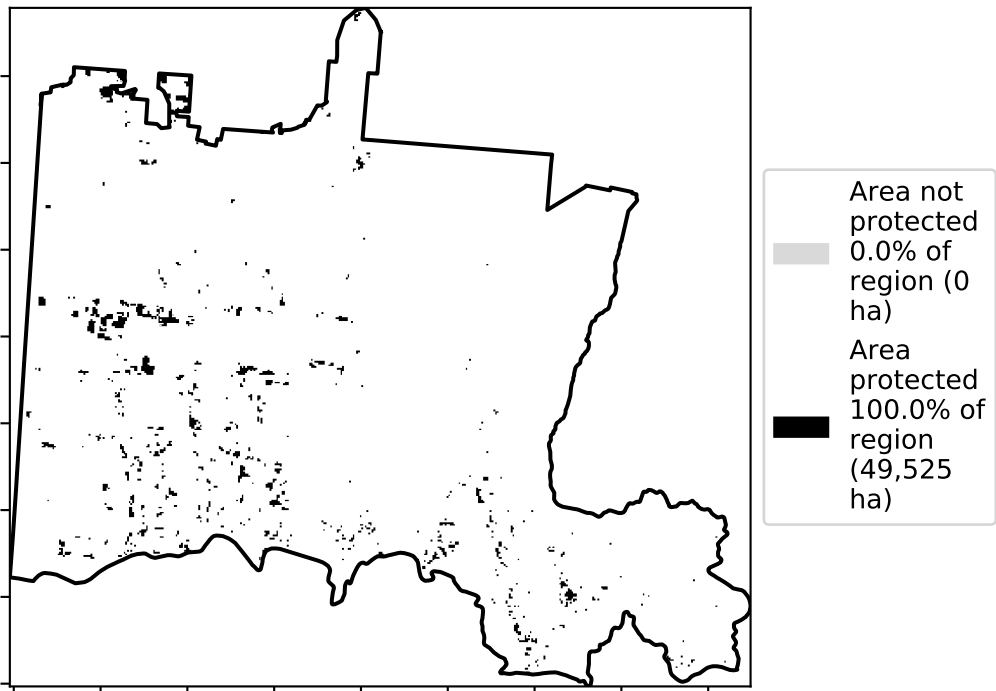 Area not
protected
0.0% of
region (0
ha)
Area
protected
100.0% of
region
(49,525
ha)